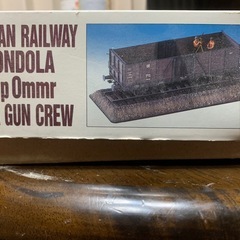 AN RAILWAY
ONDOLA
p Ommr
GUN CREW